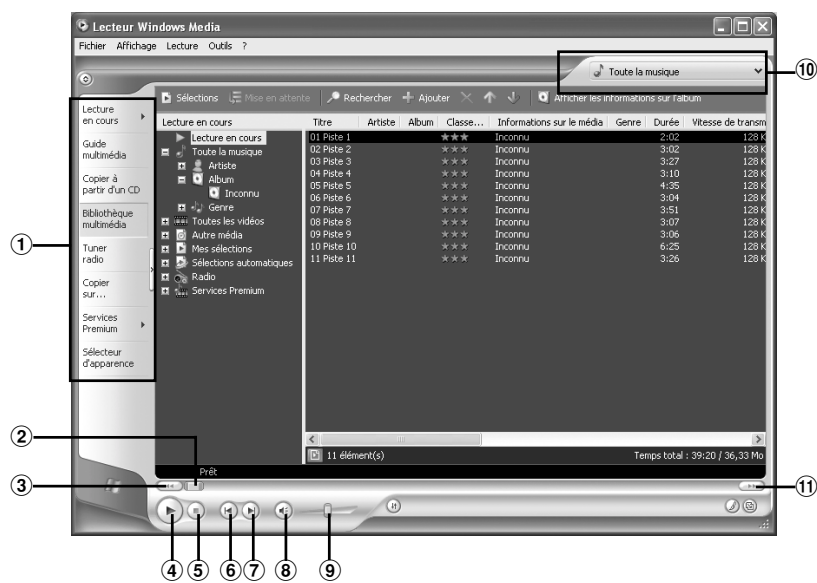 Lecteur Windows Media
Fichier Affichage Lecture Outils ?
Toute la musique
10
Sélections Mise en attente Rechercher Ajouter Afficher les informations sur l'album
Lecture en cours
Guide multimédia
Copier à partir d'un CD
Bibliothèque multimédia
Tuner radio
Copier sur...
Services Premium
Sélecteur d'apparence
1
Lecture en cours
Lecture en cours
Toute la musique
Artiste
Album
Inconnu
Genre
Toutes les vidéos
Autre média
Mes sélections
Sélections automatiques
Radio
Services Premium
Titre Artiste Album Classe... Informations sur le média Genre Durée Vitesse de transm
01 Piste 1 ★★★ Inconnu 2:02 128 K
02 Piste 2 ★★★ Inconnu 3:02 128 K
03 Piste 3 ★★★ Inconnu 3:27 128 K
04 Piste 4 ★★★ Inconnu 3:10 128 K
05 Piste 5 ★★★ Inconnu 4:35 128 K
06 Piste 6 ★★★ Inconnu 3:04 128 K
07 Piste 7 ★★★ Inconnu 3:51 128 K
08 Piste 8 ★★★ Inconnu 3:07 128 K
09 Piste 9 ★★★ Inconnu 3:06 128 K
10 Piste 10 ★★★ Inconnu 6:25 128 K
11 Piste 11 ★★★ Inconnu 3:26 128 K
11 élément(s) Temps total : 39:20 / 36,33 Mo
Prêt
2
3
11
4 5 6 7 8 9